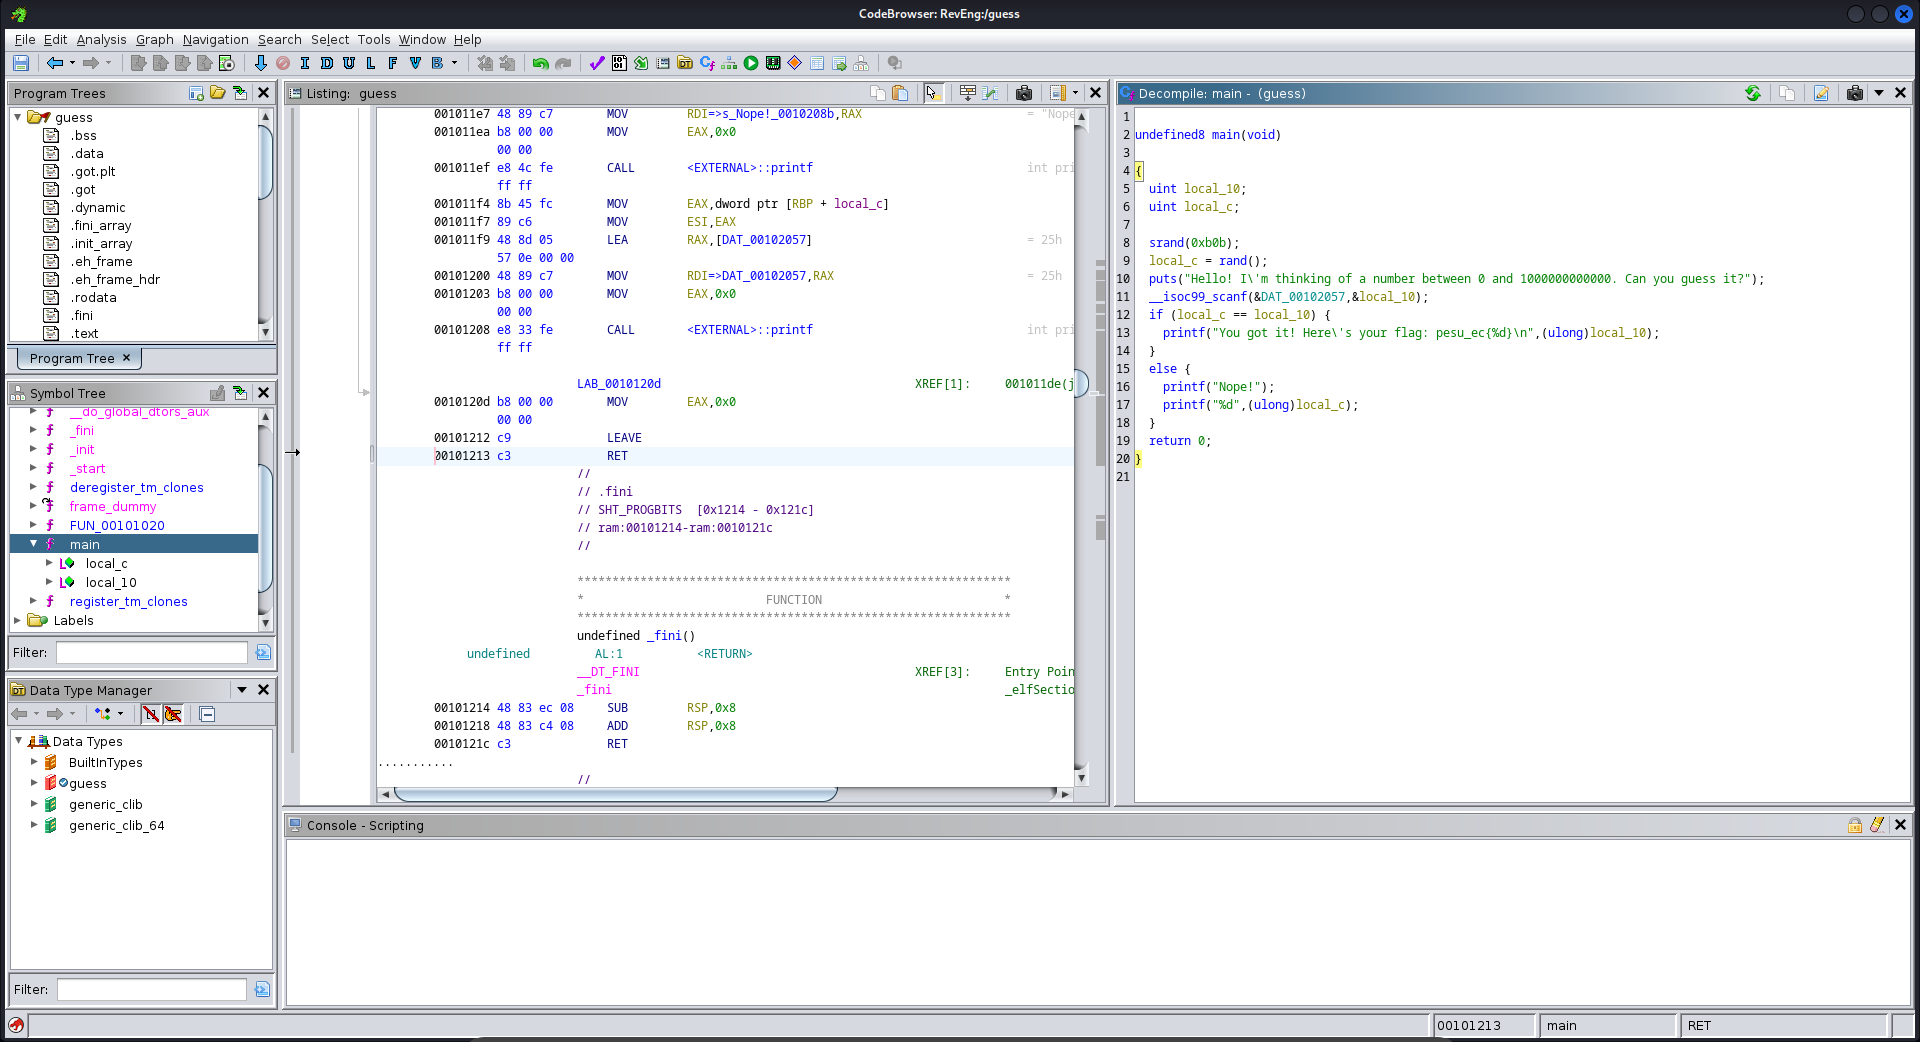 CodeBrowser: RevEng:/guess
File Edit Analysis Graph Navigation Search Select Tools Window Help
I D U L F V B
Program Trees
guess
.bss
.data
.got.plt
.got
.dynamic
.fini_array
.init_array
.eh_frame
.eh_frame_hdr
.rodata
.fini
.text
Program Tree ×
Symbol Tree
__do_global_dtors_aux
_fini
_init
_start
deregister_tm_clones
frame_dummy
FUN_00101020
main
local_c
local_10
register_tm_clones
Labels
Filter:
Data Type Manager
Data Types
BuiltInTypes
guess
generic_clib
generic_clib_64
Filter:
Listing: guess
001011e7 48 89 c7 MOV RDI=>s_Nope!_0010208b,RAX = "Nope
001011ea b8 00 00 MOV EAX,0x0
00 00
001011ef e8 4c fe CALL <EXTERNAL>::printf int pri
ff ff
001011f4 8b 45 fc MOV EAX,dword ptr [RBP + local_c]
001011f7 89 c6 MOV ESI,EAX
001011f9 48 8d 05 LEA RAX,[DAT_00102057] = 25h
57 0e 00 00
00101200 48 89 c7 MOV RDI=>DAT_00102057,RAX = 25h
00101203 b8 00 00 MOV EAX,0x0
00 00
00101208 e8 33 fe CALL <EXTERNAL>::printf int pri
ff ff
LAB_0010120d XREF[1]: 001011de(j
0010120d b8 00 00 MOV EAX,0x0
00 00
00101212 c9 LEAVE
00101213 c3 RET
//
// .fini
// SHT_PROGBITS [0x1214 - 0x121c]
// ram:00101214-ram:0010121c
//
**************************************************************
* FUNCTION *
**************************************************************
undefined _fini()
undefined AL:1 <RETURN>
__DT_FINI XREF[3]: Entry Poin
_fini _elfSectio
00101214 48 83 ec 08 SUB RSP,0x8
00101218 48 83 c4 08 ADD RSP,0x8
0010121c c3 RET
...........
//
Decompile: main - (guess)
1
2 undefined8 main(void)
3
4 {
5 uint local_10;
6 uint local_c;
7
8 srand(0xb0b);
9 local_c = rand();
10 puts("Hello! I\'m thinking of a number between 0 and 1000000000000. Can you guess it?");
11 __isoc99_scanf(&DAT_00102057,&local_10);
12 if (local_c == local_10) {
13 printf("You got it! Here\'s your flag: pesu_ec{%d}\n",(ulong)local_10);
14 }
15 else {
16 printf("Nope!");
17 printf("%d",(ulong)local_c);
18 }
19 return 0;
20 }
21
Console - Scripting
00101213 main RET